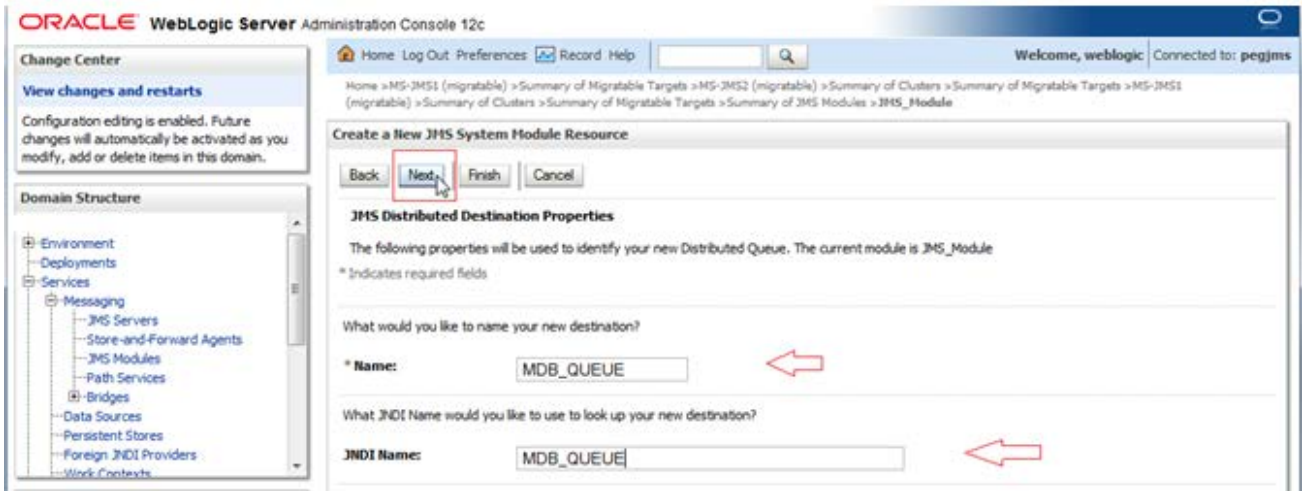 ORACLE WebLogic Server Administration Console 12c
Change Center
View changes and restarts
Configuration editing is enabled. Future
changes will automatically be activated as you
modify, add or delete items in this domain.
Domain Structure
Environment
Deployments
Services
Messaging
JMS Servers
Store-and-Forward Agents
JMS Modules
Path Services
Bridges
Data Sources
Persistent Stores
Foreign JNDI Providers
Work Contexts
Home Log Out Preferences Record Help
Welcome, weblogic Connected to: pegjms
Home >MS-JMS1 (migratable) >Summary of Migratable Targets >MS-JMS2 (migratable) >Summary of Clusters >Summary of Migratable Targets >MS-JMS1
(migratable) >Summary of Clusters >Summary of Migratable Targets >Summary of JMS Modules >JMS_Module
Create a New JMS System Module Resource
Back Next Finish Cancel
JMS Distributed Destination Properties
The following properties will be used to identify your new Distributed Queue. The current module is JMS_Module
* Indicates required fields
What would you like to name your new destination?
* Name: MDB_QUEUE
What JNDI Name would you like to use to look up your new destination?
JNDI Name: MDB_QUEUE